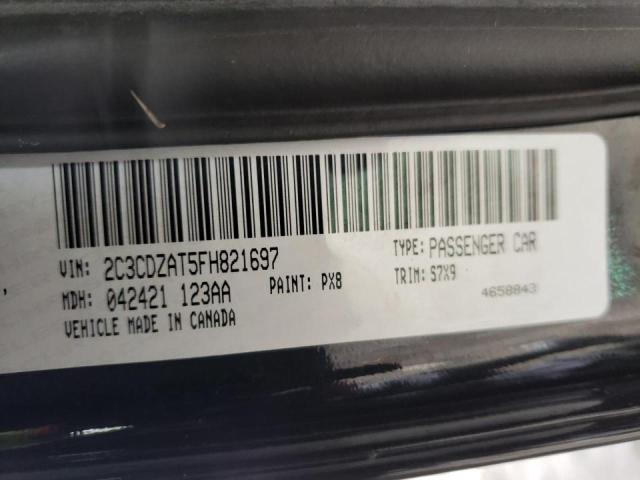 VIN: 2C3CDZAT5FH821697 TYPE: PASSENGER CAR
MDH: 042421 123AA PAINT: PX8 TRIM: S7X9
VEHICLE MADE IN CANADA 4658843